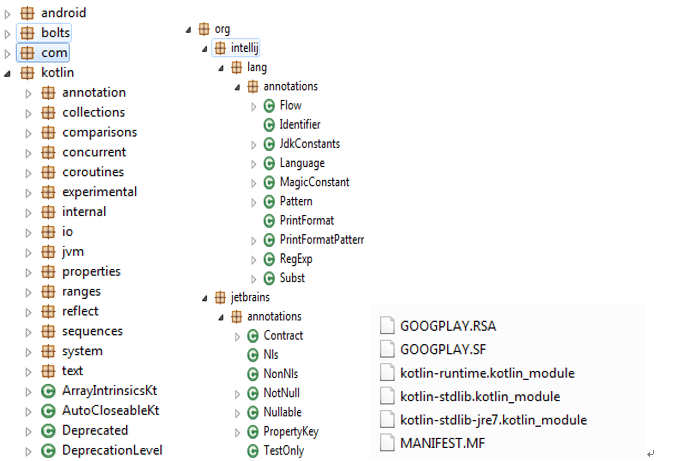 android
bolts
com
kotlin
annotation
collections
comparisons
concurrent
coroutines
experimental
internal
io
jvm
properties
ranges
reflect
sequences
system
text
ArrayIntrinsicsKt
AutoCloseableKt
Deprecated
DeprecationLevel
org
intellij
lang
annotations
Flow
Identifier
JdkConstants
Language
MagicConstant
Pattern
PrintFormat
PrintFormatPattern
RegExp
Subst
jetbrains
annotations
Contract
Nls
NonNls
NotNull
Nullable
PropertyKey
TestOnly
GOOGPLAY.RSA
GOOGPLAY.SF
kotlin-runtime.kotlin_module
kotlin-stdlib.kotlin_module
kotlin-stdlib-jre7.kotlin_module
MANIFEST.MF